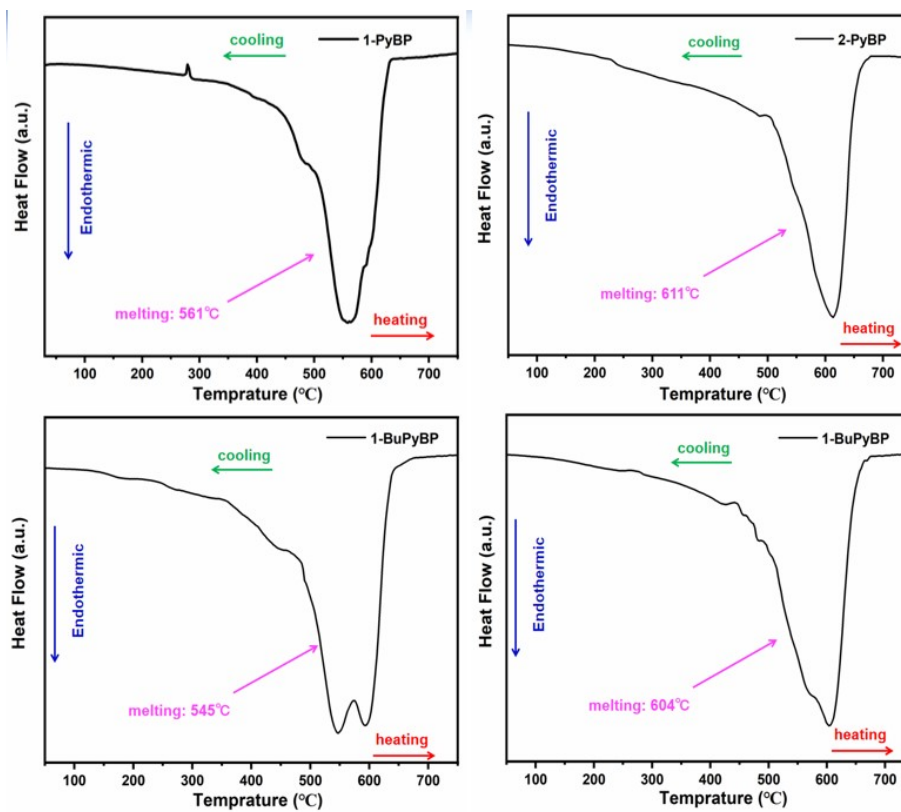 1-PyBP
cooling
Endothermic
melting: 561℃
heating
Heat Flow (a.u.)
100 200 300 400 500 600 700
Temprature (℃)
2-PyBP
cooling
Endothermic
melting: 611℃
heating
Heat Flow (a.u.)
100 200 300 400 500 600 700
Temprature (℃)
1-BuPyBP
cooling
Endothermic
melting: 545℃
heating
Heat Flow (a.u.)
100 200 300 400 500 600 700
Temprature (℃)
1-BuPyBP
cooling
Endothermic
melting: 604℃
heating
Heat Flow (a.u.)
100 200 300 400 500 600 700
Temprature (℃)